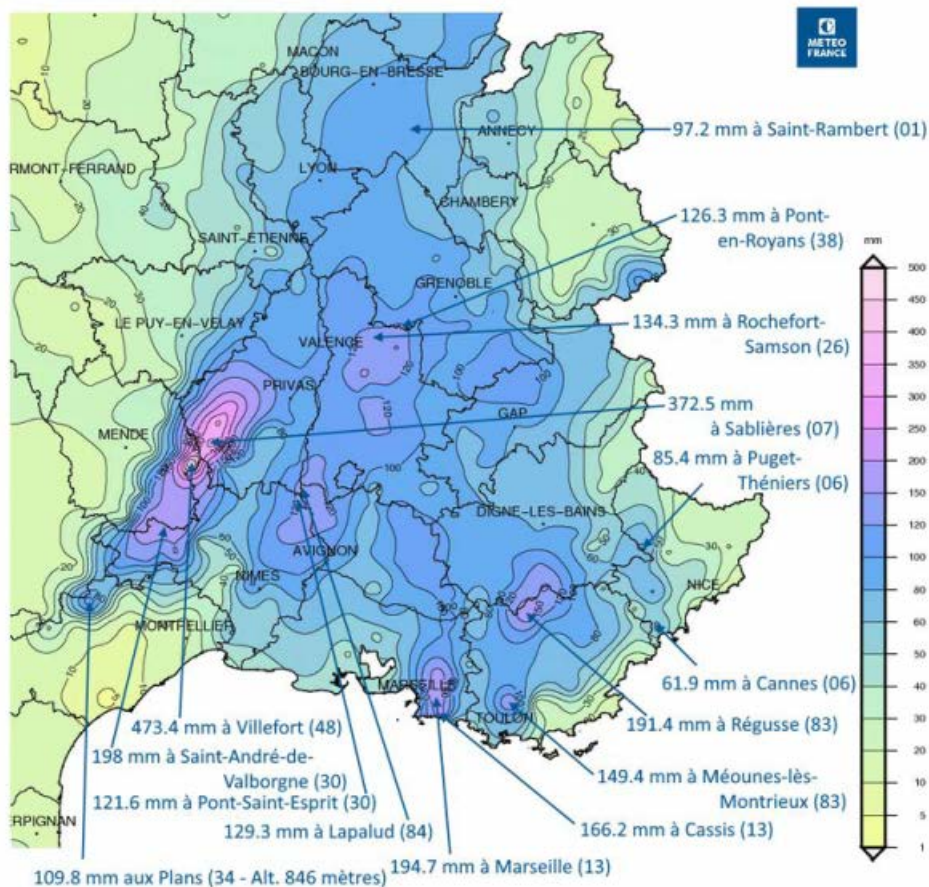 METEO
FRANCE
MACON
BOURG-EN-BRESSE
ANNECY
97.2 mm à Saint-Rambert (01)
RMONT-FERRAND
LYON
CHAMBERY
126.3 mm à Pont-
en-Royans (38)
SAINT-ETIENNE
GRENOBLE
mm
500
450
400
350
300
250
200
150
120
100
80
60
50
40
30
20
10
5
1
LE PUY-EN-VELAY
VALENCE
134.3 mm à Rochefort-
Samson (26)
PRIVAS
372.5 mm
à Sablières (07)
MENDE
GAP
85.4 mm à Puget-
Théniers (06)
DIGNE-LES-BAINS
AVIGNON
NIMES
NICE
MONTPELLIER
61.9 mm à Cannes (06)
MARSEILLE
TOULON
191.4 mm à Régusse (83)
473.4 mm à Villefort (48)
198 mm à Saint-André-de-
Valborgne (30)
149.4 mm à Méounes-lès-
Montrieux (83)
121.6 mm à Pont-Saint-Esprit (30)
ERPIGNAN
129.3 mm à Lapalud (84)
166.2 mm à Cassis (13)
194.7 mm à Marseille (13)
109.8 mm aux Plans (34 - Alt. 846 mètres)